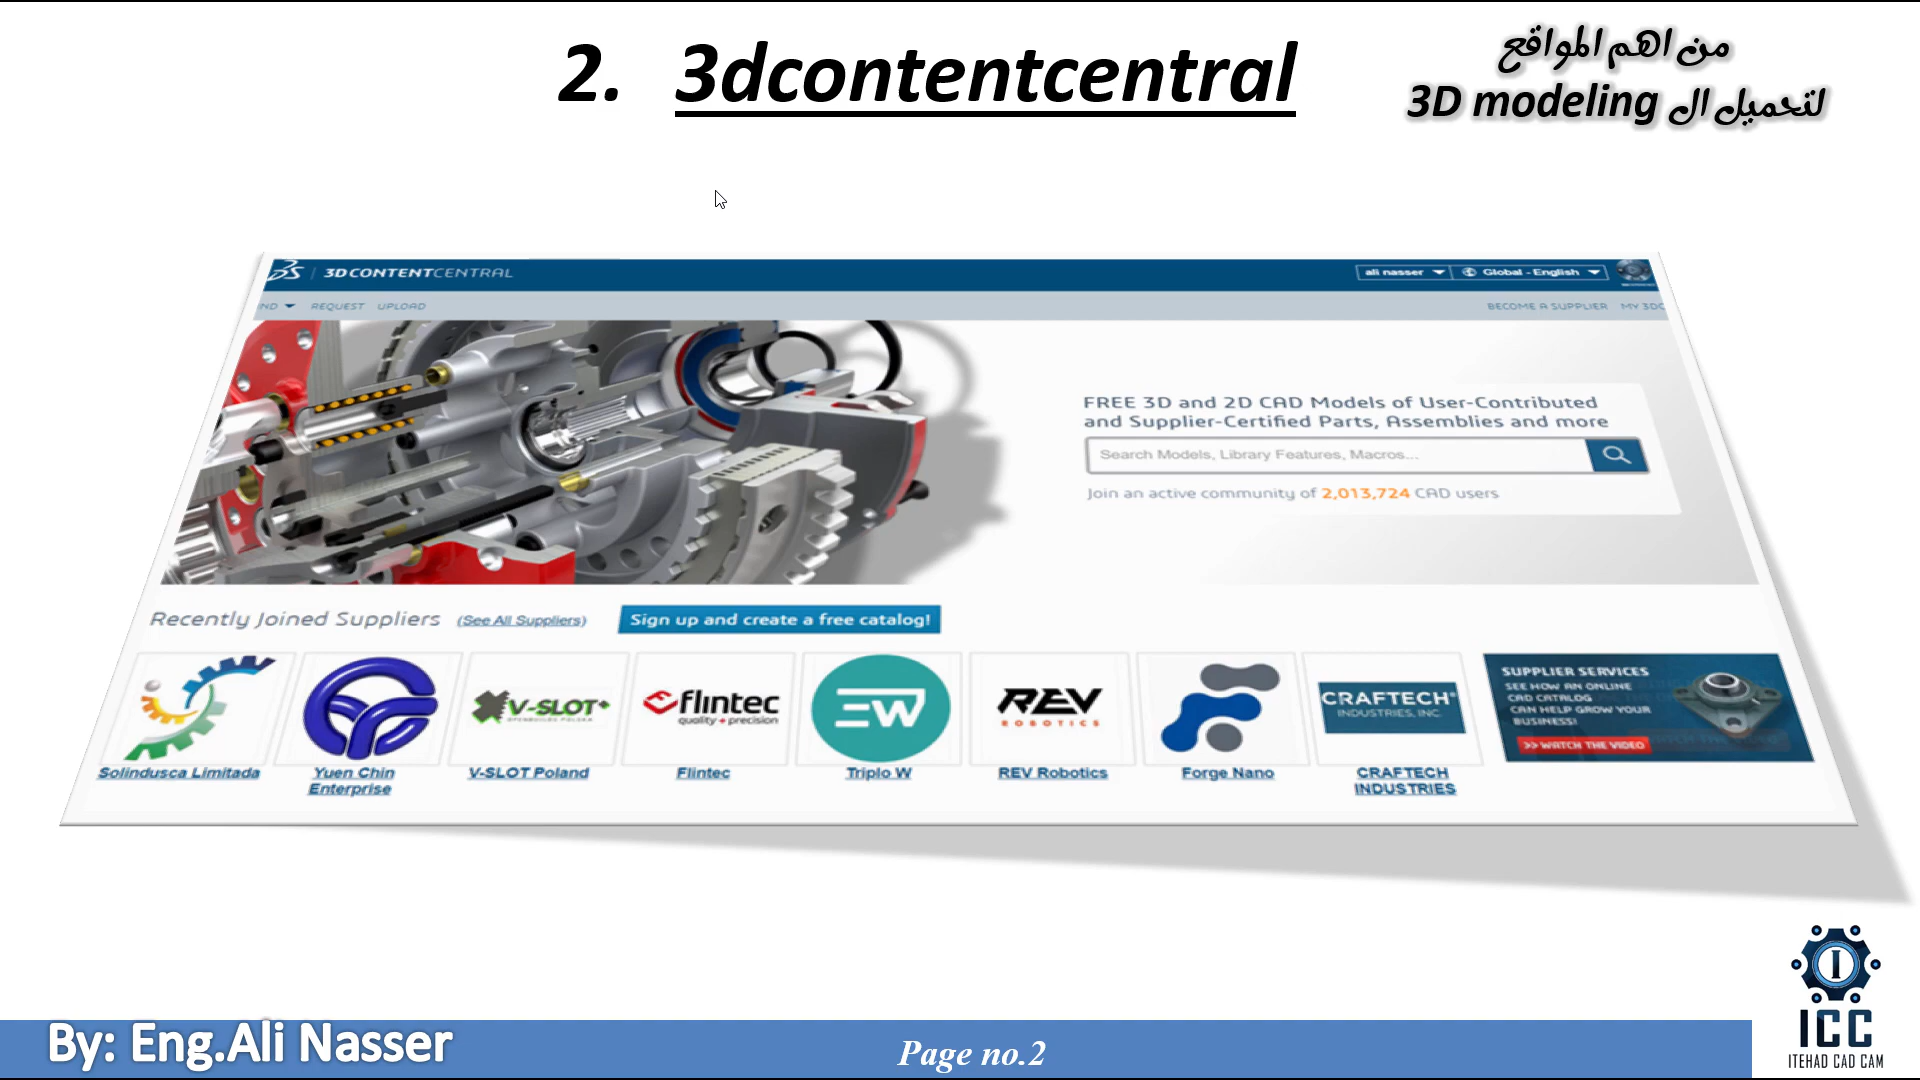 2. 3dcontentcentral
من اهم المواقع
لتحميل ال 3D modeling
3DCONTENTCENTRAL
ali nasser
Global - English
REQUEST UPLOAD
BECOME A SUPPLIER
FREE 3D and 2D CAD Models of User-Contributed
and Supplier-Certified Parts, Assemblies and more
Search Models, Library Features, Macros...
Join an active community of 2,013,724 CAD users
Recently Joined Suppliers (See All Suppliers) Sign up and create a free catalog!
V-SLOT
OPENBUILDS POLSKA
flintec
quality + precision
REV
ROBOTICS
CRAFTECH
INDUSTRIES, INC.
SUPPLIER SERVICES
SEE HOW AN ONLINE
CAD CATALOG
CAN HELP GROW YOUR
BUSINESS!
>> WATCH THE VIDEO
Solindusca Limitada
Yuen Chin
Enterprise
V-SLOT Poland
Flintec
Triplo W
REV Robotics
Forge Nano
CRAFTECH
INDUSTRIES
By: Eng.Ali Nasser
Page no.2
I
ICC
ITEHAD CAD CAM